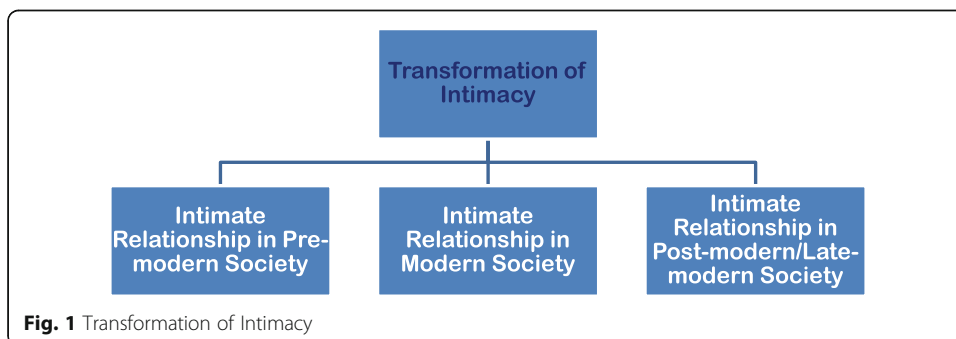 Transformation of
Intimacy
Intimate
Relationship in Pre-
modern Society
Intimate
Relationship in
Modern Society
Intimate
Relationship in
Post-modern/Late-
modern Society
Fig. 1 Transformation of Intimacy